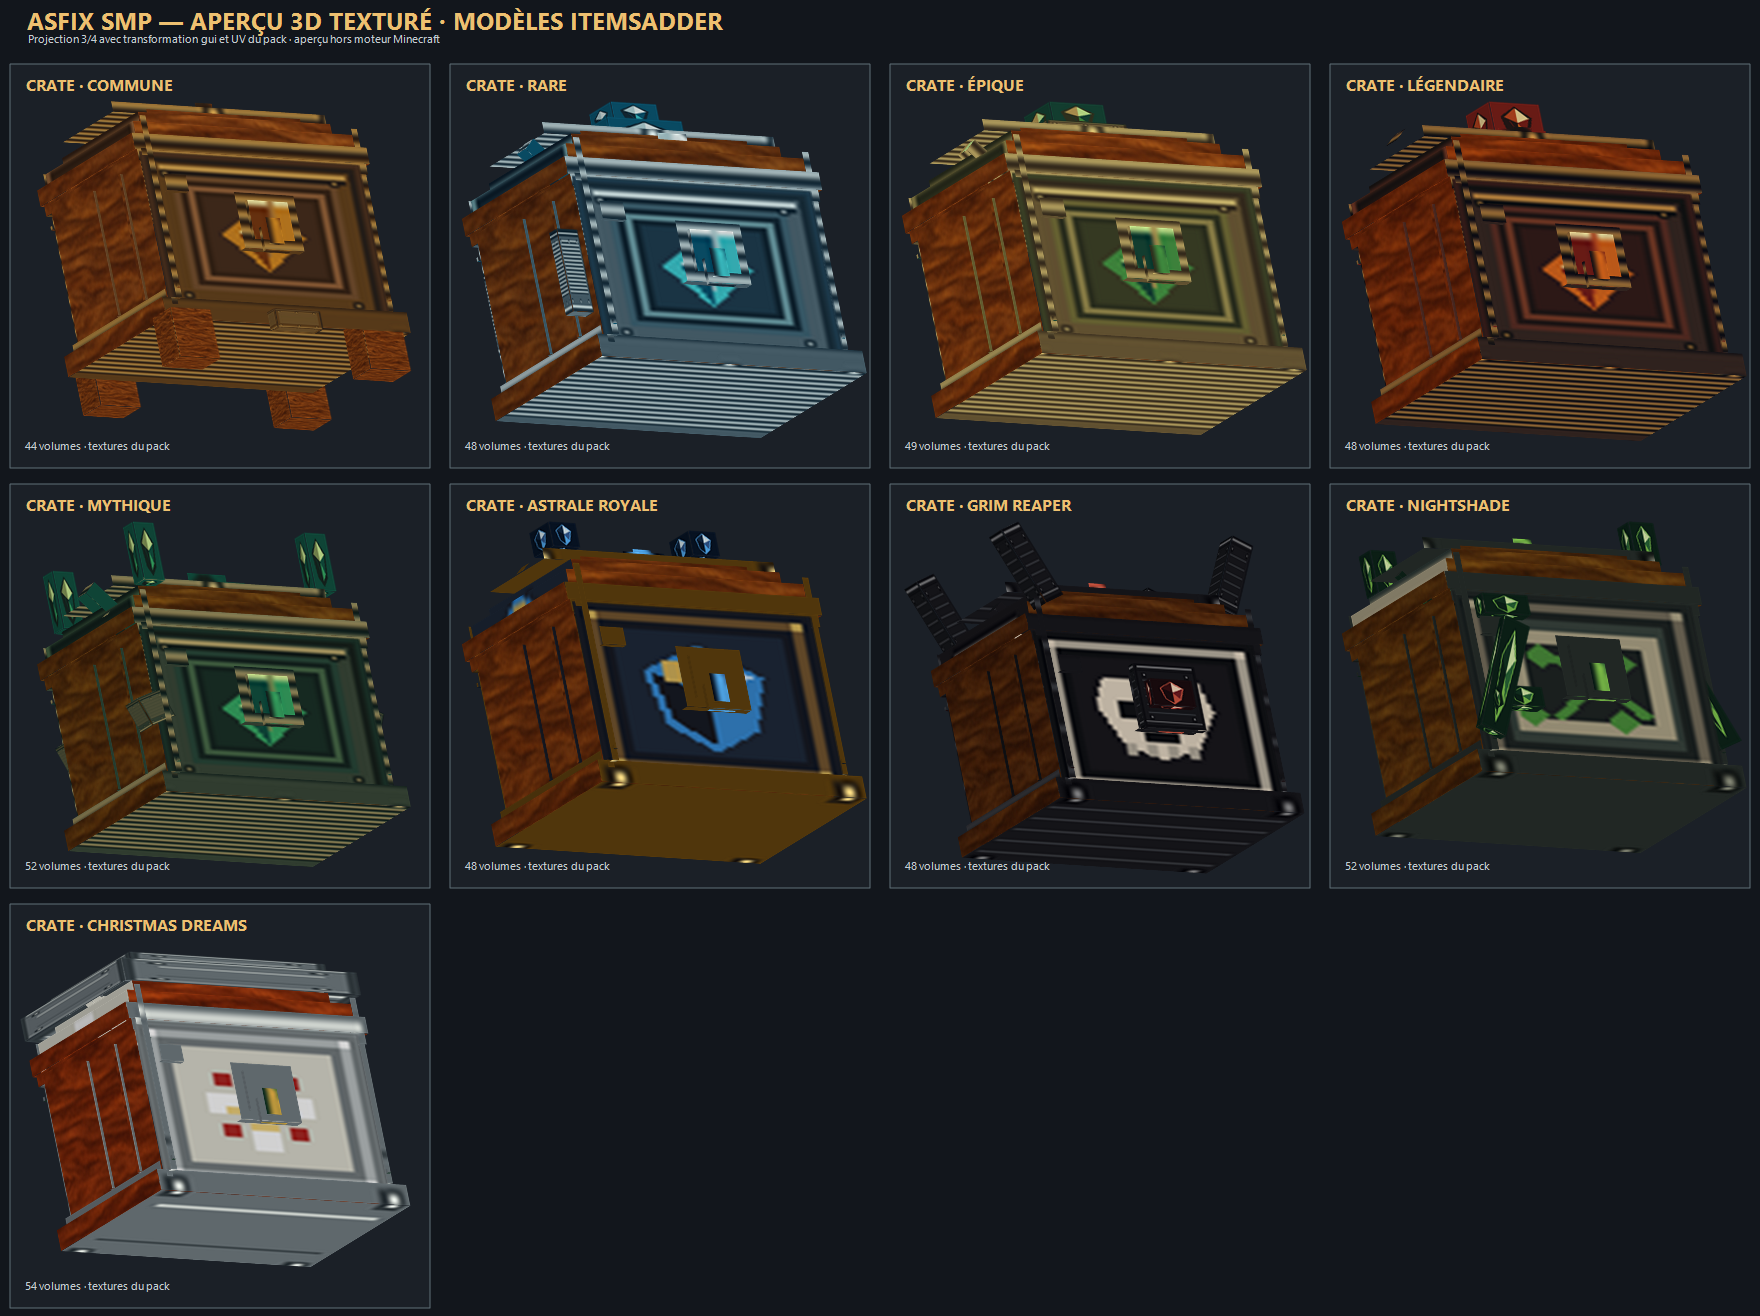 ASFIX SMP — APERÇU 3D TEXTURÉ · MODÈLES ITEMSADDER
Projection 3/4 avec transformation gui et UV du pack · aperçu hors moteur Minecraft
CRATE · COMMUNE
44 volumes · textures du pack
CRATE · RARE
48 volumes · textures du pack
CRATE · ÉPIQUE
49 volumes · textures du pack
CRATE · LÉGENDAIRE
48 volumes · textures du pack
CRATE · MYTHIQUE
52 volumes · textures du pack
CRATE · ASTRALE ROYALE
48 volumes · textures du pack
CRATE · GRIM REAPER
48 volumes · textures du pack
CRATE · NIGHTSHADE
52 volumes · textures du pack
CRATE · CHRISTMAS DREAMS
54 volumes · textures du pack